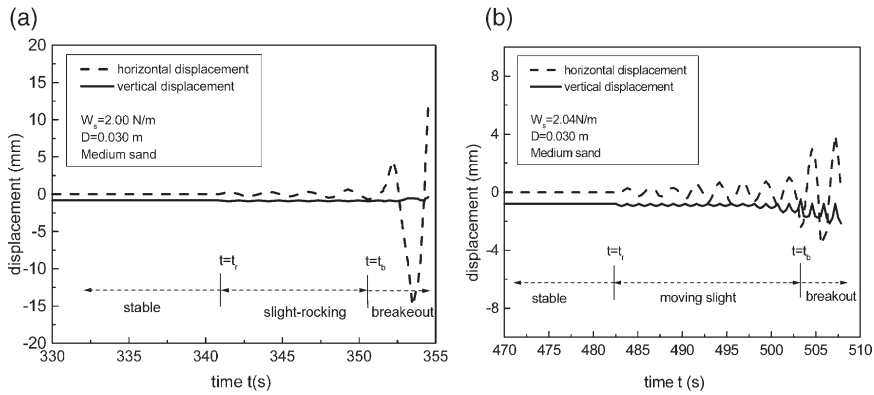 (a)
20
15
10
5
0
-5
-10
-15
-20
displacement (mm)
horizontal displacement
vertical displacement
Ws=2.00 N/m
D=0.030 m
Medium sand
t=tr
t=tb
stable
slight-rocking
breakeout
330
335
340
345
350
355
time t(s)
(b)
8
4
0
-4
-8
displacement (mm)
horizontal displacement
vertical displacement
Ws=2.04N/m
D=0.030 m
Medium sand
t=tr
t=tb
stable
moving slight
breakout
470
475
480
485
490
495
500
505
510
time t (s)